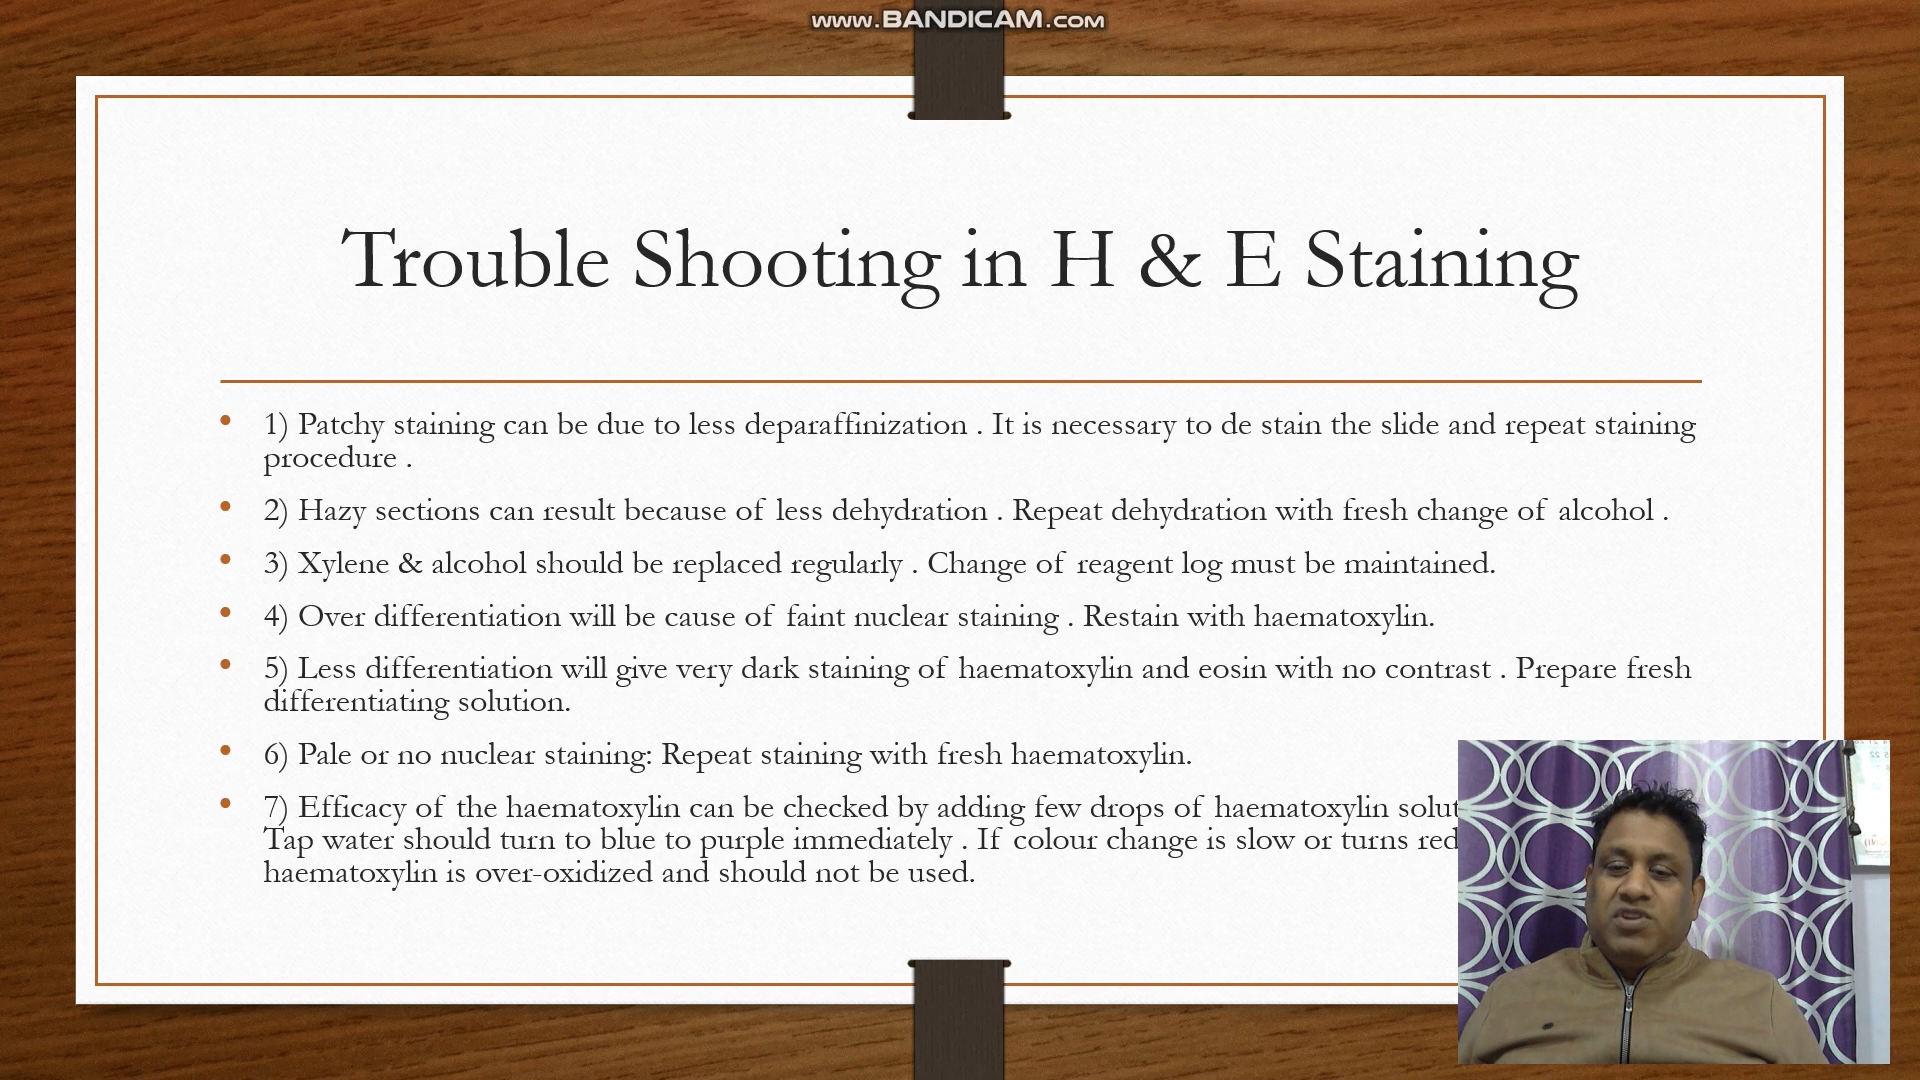 www.BANDICAM.com
Trouble Shooting in H & E Staining
• 1) Patchy staining can be due to less deparaffinization . It is necessary to de stain the slide and repeat staining
procedure .
• 2) Hazy sections can result because of less dehydration . Repeat dehydration with fresh change of alcohol .
• 3) Xylene & alcohol should be replaced regularly . Change of reagent log must be maintained.
• 4) Over differentiation will be cause of faint nuclear staining . Restain with haematoxylin.
• 5) Less differentiation will give very dark staining of haematoxylin and eosin with no contrast . Prepare fresh
differentiating solution.
• 6) Pale or no nuclear staining: Repeat staining with fresh haematoxylin.
• 7) Efficacy of the haematoxylin can be checked by adding few drops of haematoxylin solut
Tap water should turn to blue to purple immediately . If colour change is slow or turns red
haematoxylin is over-oxidized and should not be used.